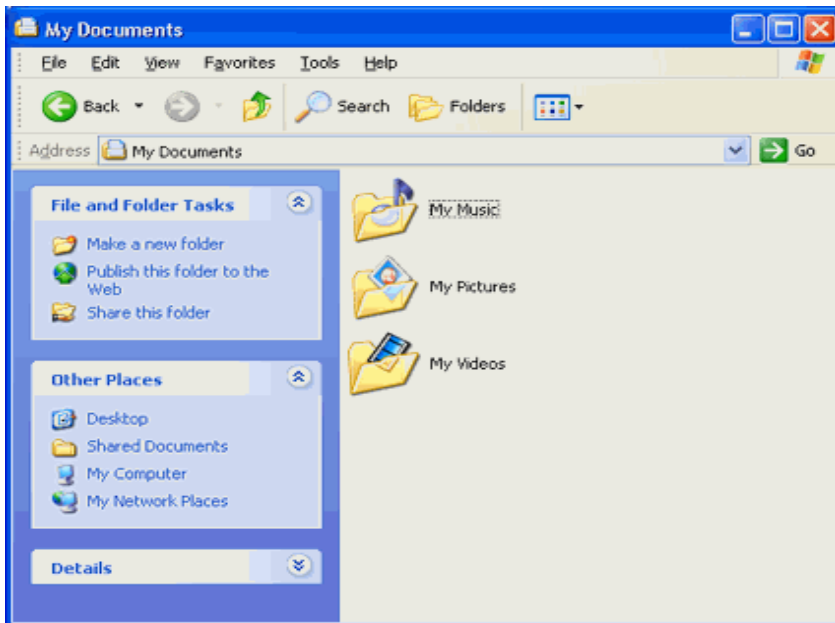 My Documents
File Edit View Favorites Tools Help
Back Search Folders
Address My Documents Go
File and Folder Tasks
Make a new folder
Publish this folder to the
Web
Share this folder
Other Places
Desktop
Shared Documents
My Computer
My Network Places
Details
My Music
My Pictures
My Videos